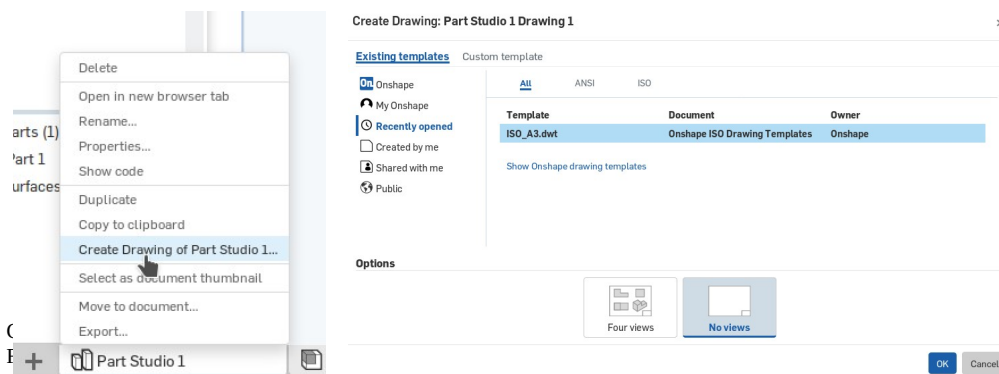 Delete
Open in new browser tab
Rename...
Properties...
Show code
Duplicate
Copy to clipboard
Create Drawing of Part Studio 1...
Select as document thumbnail
Move to document...
Export...
arts (1)
Part 1
urfaces
Part Studio 1
Create Drawing: Part Studio 1 Drawing 1
Existing templates Custom template
On Onshape
My Onshape
Recently opened
Created by me
Shared with me
Public
All ANSI ISO
Template Document Owner
ISO_A3.dwt Onshape ISO Drawing Templates Onshape
Show Onshape drawing templates
Options
Four views No views
OK Cancel